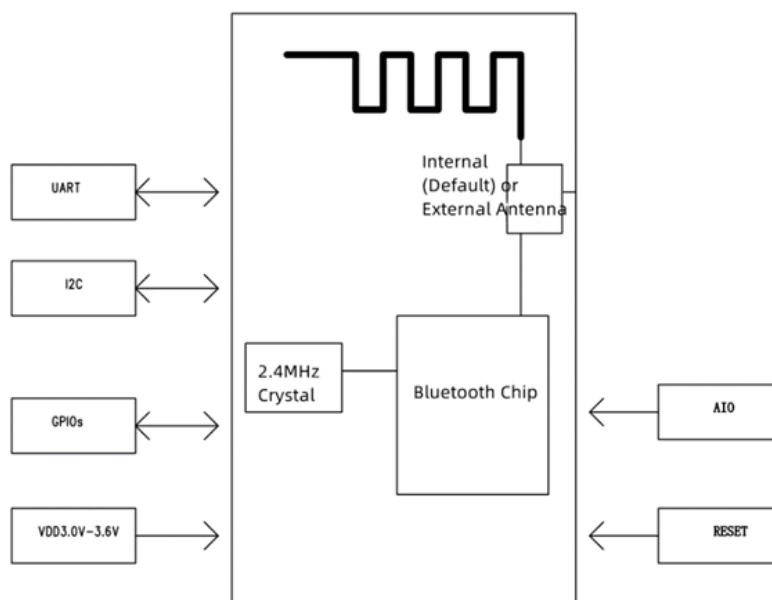 Internal
(Default) or
External Antenna
UART
I2C
2.4MHz
Crystal
Bluetooth Chip
GPIOs
AIO
VDD3.0V-3.6V
RESET